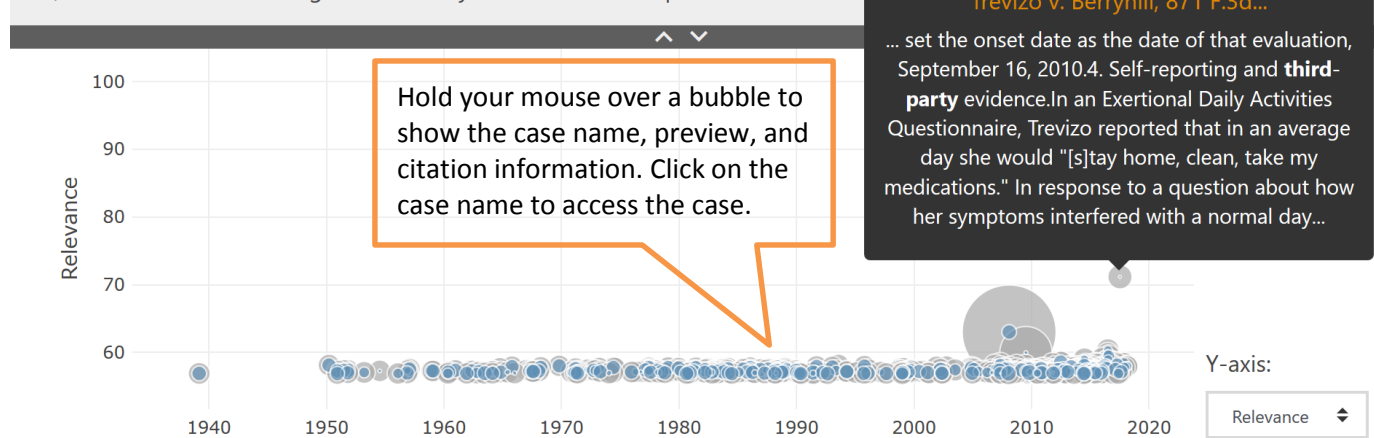 Trevizo v. Berryhill, 871 F.3d...
... set the onset date as the date of that evaluation,
September 16, 2010.4. Self-reporting and third-
party evidence.In an Exertional Daily Activities
Questionnaire, Trevizo reported that in an average
day she would "[s]tay home, clean, take my
medications." In response to a question about how
her symptoms interfered with a normal day...
Hold your mouse over a bubble to
show the case name, preview, and
citation information. Click on the
case name to access the case.
Relevance
100
90
80
70
60
1940 1950 1960 1970 1980 1990 2000 2010 2020
Y-axis:
Relevance